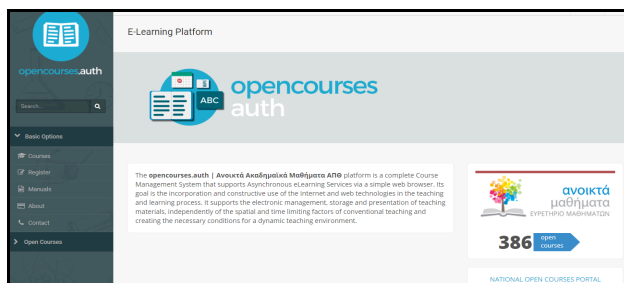 opencourses.auth
Search...
Basic Options
Courses
Register
Manuals
About
Contact
Open Courses
E-Learning Platform
ABC
opencourses
auth
The opencourses.auth | Ανοικτά Ακαδημαϊκά Μαθήματα ΑΠΘ platform is a complete Course
Management System that supports Asynchronous eLearning Services via a simple web browser. Its
goal is the incorporation and constructive use of the internet and web technologies in the teaching
and learning process. It supports the electronic management, storage and presentation of teaching
materials, independently of the spatial and time limiting factors of conventional teaching and
creating the necessary conditions for a dynamic teaching environment.
ανοικτά
μαθήματα
ΕΥΡΕΤΗΡΙΟ ΜΑΘΗΜΑΤΩΝ
386 open
courses
NATIONAL OPEN COURSES PORTAL